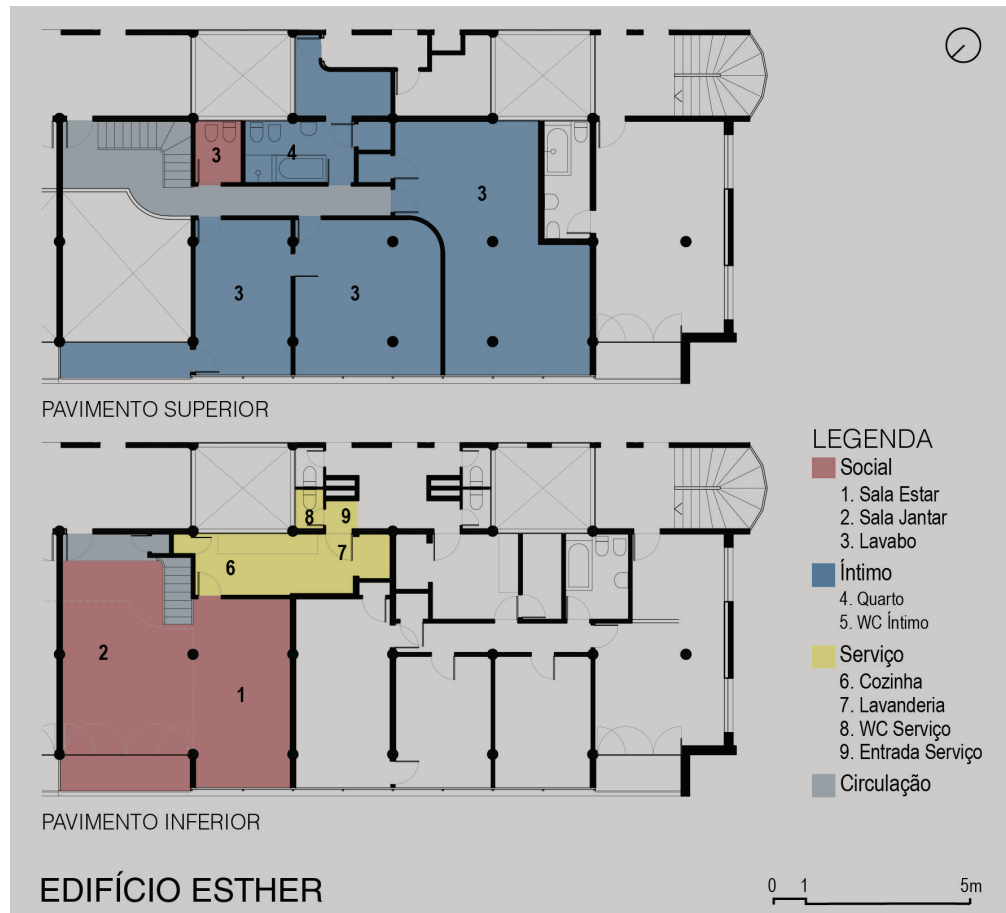 3
4
3
3
3
PAVIMENTO SUPERIOR
8
9
6
7
2
1
PAVIMENTO INFERIOR
LEGENDA
Social
1. Sala Estar
2. Sala Jantar
3. Lavabo
Íntimo
4. Quarto
5. WC Íntimo
Serviço
6. Cozinha
7. Lavanderia
8. WC Serviço
9. Entrada Serviço
Circulação
EDIFÍCIO ESTHER
0 1 5m